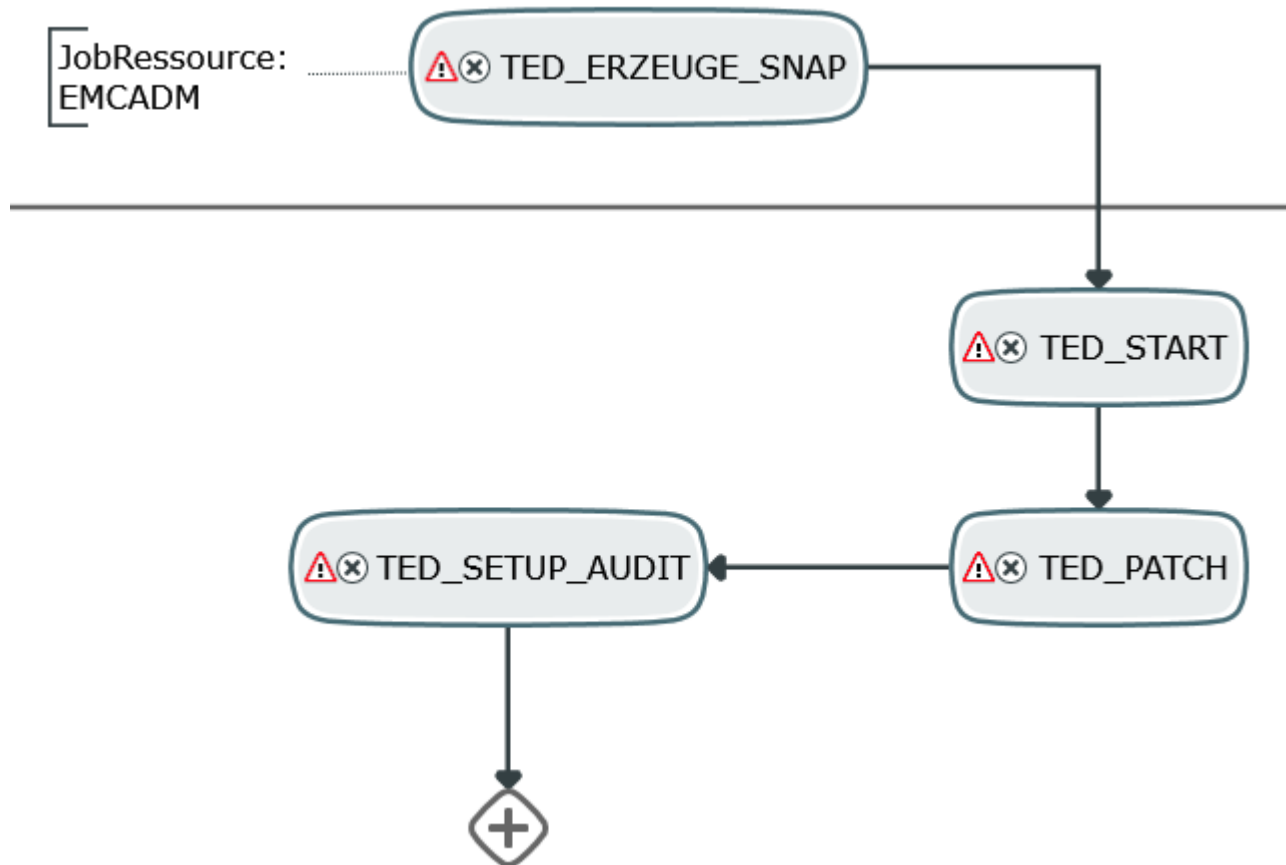 JobRessource:
EMCADM
TED_ERZEUGE_SNAP
TED_START
TED_SETUP_AUDIT
TED_PATCH